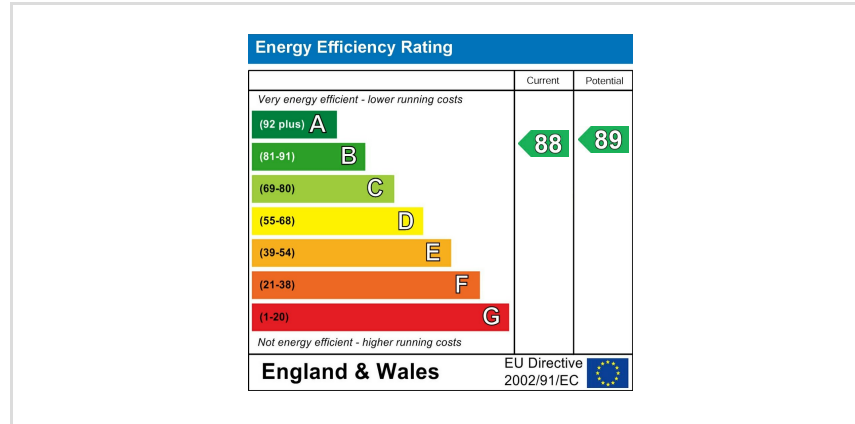 Energy Efficiency Rating
Current Potential
Very energy efficient - lower running costs
(92 plus) A
(81-91) B
88 89
(69-80) C
(55-68) D
(39-54) E
(21-38) F
(1-20) G
Not energy efficient - higher running costs
England & Wales
EU Directive
2002/91/EC